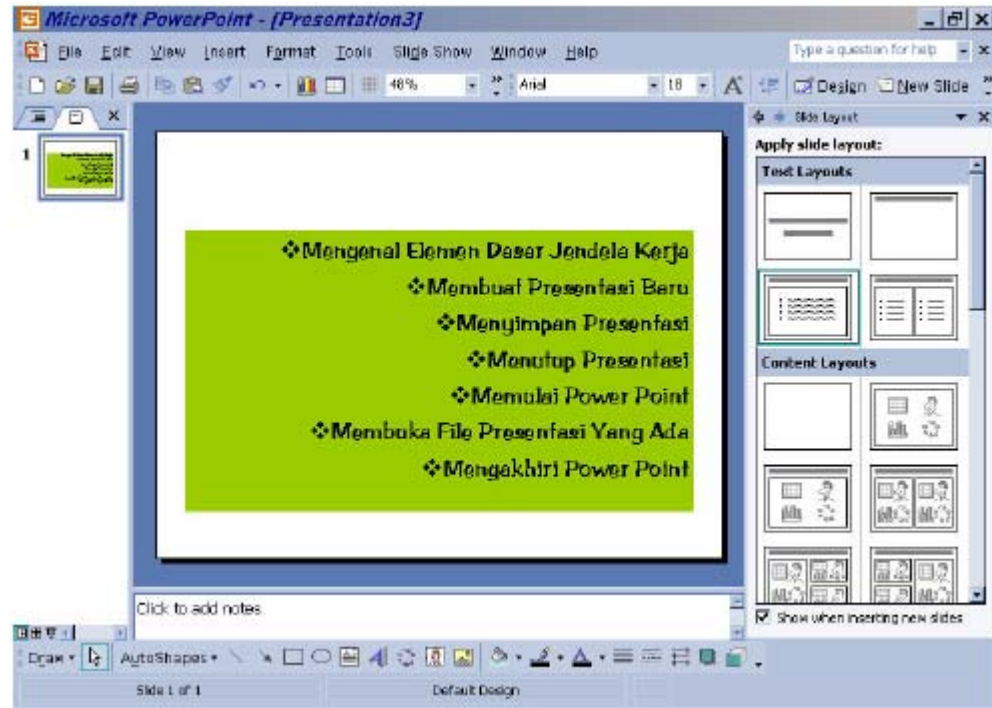 Microsoft PowerPoint - [Presentation3]
File Edit View Insert Format Tools Slide Show Window Help
Type a question for help
48% Arial 18 Design New Slide
Slide Layout
Apply slide layout:
Text Layouts
1
❖Mengenal Elemen Dasar Jendela Kerja
❖Membuat Presentasi Baru
❖Menyimpan Presentasi
❖Menutup Presentasi
❖Memulai Power Point
❖Membuka File Presentasi Yang Ada
❖Mengakhiri Power Point
Content Layouts
Click to add notes
Show when inserting new slides
Draw AutoShapes
Slide 1 of 1 Default Design